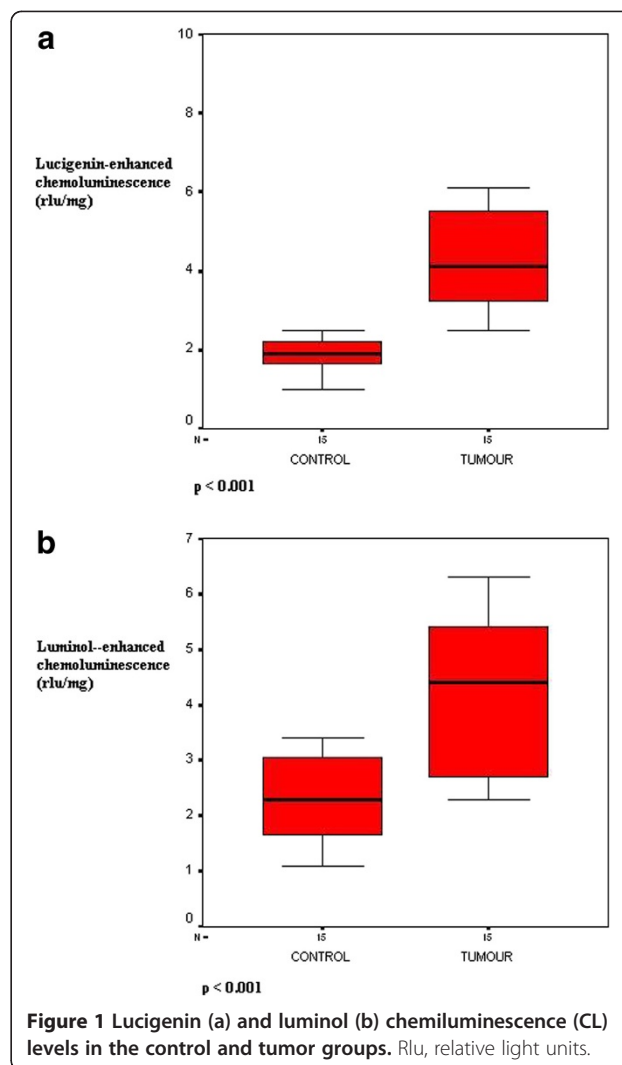 a
10
8
Lucigenin-enhanced
chemoluminescence
(rlu/mg)
6
4
2
0
N =
15
15
CONTROL
TUMOUR
p < 0.001
b
7
6
Luminol--enhanced
chemoluminescence
(rlu/mg)
5
4
3
2
1
0
N =
15
15
CONTROL
TUMOUR
p < 0.001
Figure 1 Lucigenin (a) and luminol (b) chemiluminescence (CL)
levels in the control and tumor groups. Rlu, relative light units.